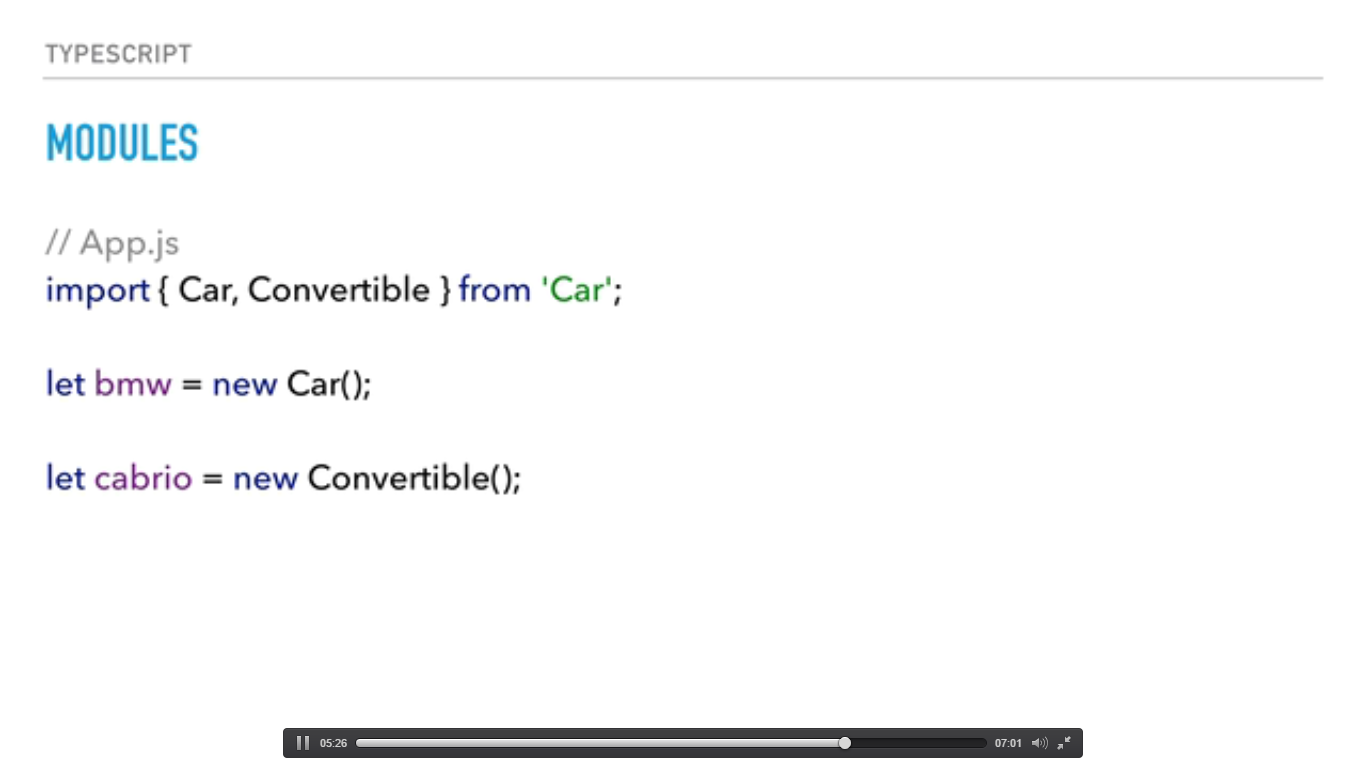 TYPESCRIPT
MODULES
// App.js
import { Car, Convertible } from 'Car';
let bmw = new Car();
let cabrio = new Convertible();
05:26 07:01